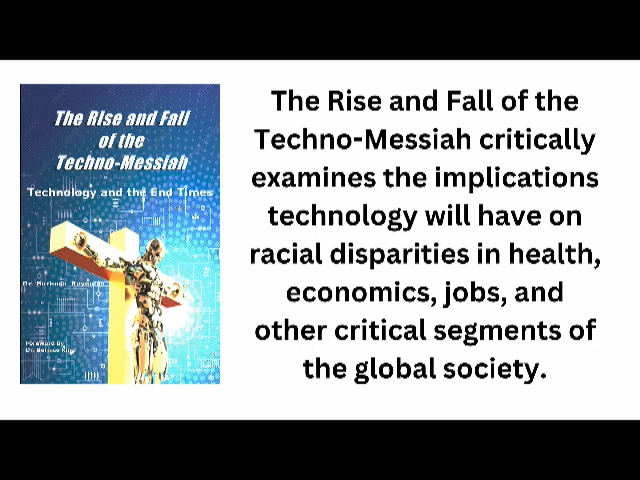 The Rise and Fall
of the
Techno-Messiah
Technology and the End Times
Foreword by
The Rise and Fall of the
Techno-Messiah critically
examines the implications
technology will have on
racial disparities in health,
economics, jobs, and
other critical segments of
the global society.